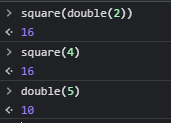 > square(double(2))
<· 16
> square(4)
<· 16
> double(5)
<· 10